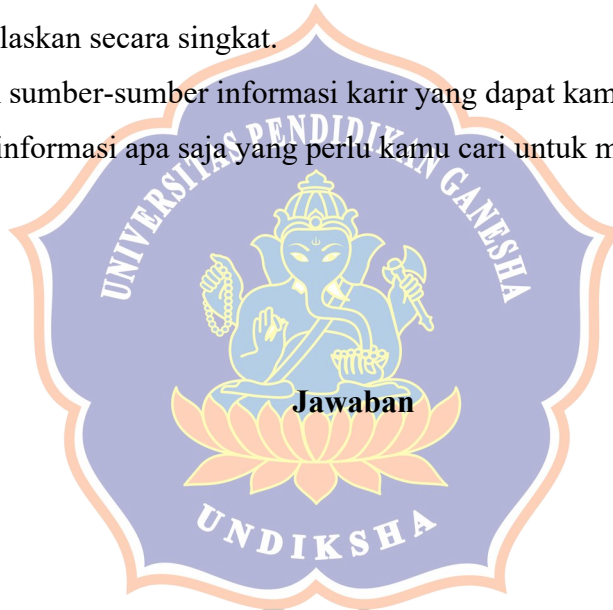 laskan secara singkat.
sumber-sumber informasi karir yang dapat kam
informasi apa saja yang perlu kamu cari untuk m
UNIVERSITAS PENDIDIKAN GANESHA
Jawaban
UNDIKSHA